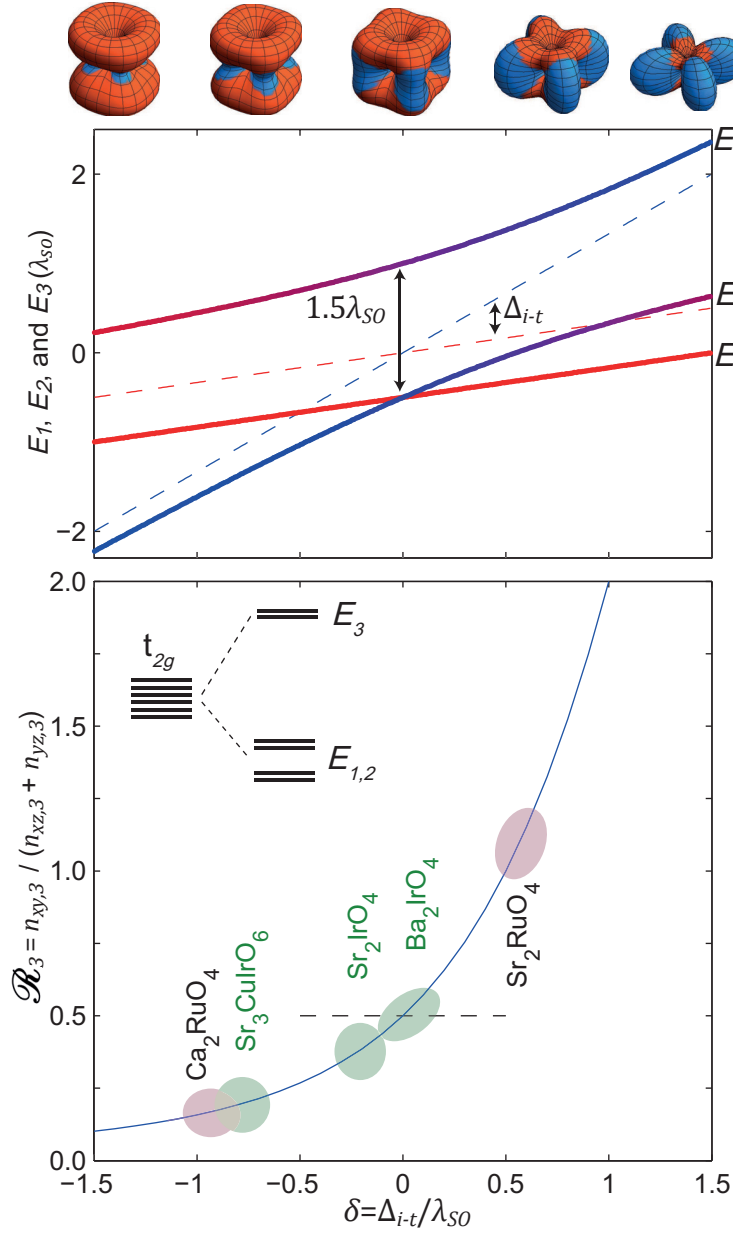 E
E
E
E₁, E₂, and E₃ (λso)
2
0
−2
1.5λSO
Δi-t
2.0
1.5
1.0
0.5
0.0
ℛ₃ = nxy,3 / (nxz,3 + nyz,3)
t2g
E₃
E1,2
Ca₂RuO₄
Sr₃CuIrO₆
Sr₂IrO₄
Ba₂IrO₄
Sr₂RuO₄
−1.5
−1
−0.5
0
0.5
1
1.5
δ=Δi-t/λSO